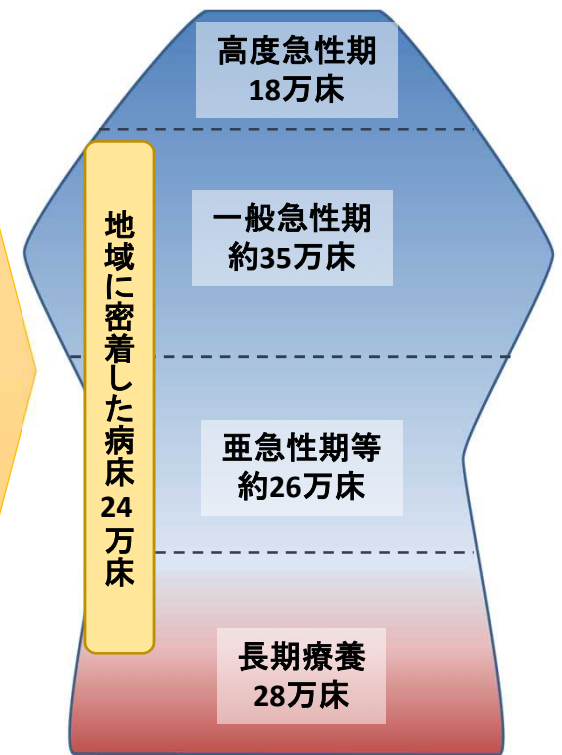 高度急性期
18万床
一般急性期
約35万床
地域に密着した病床24万床
亜急性期等
約26万床
長期療養
28万床